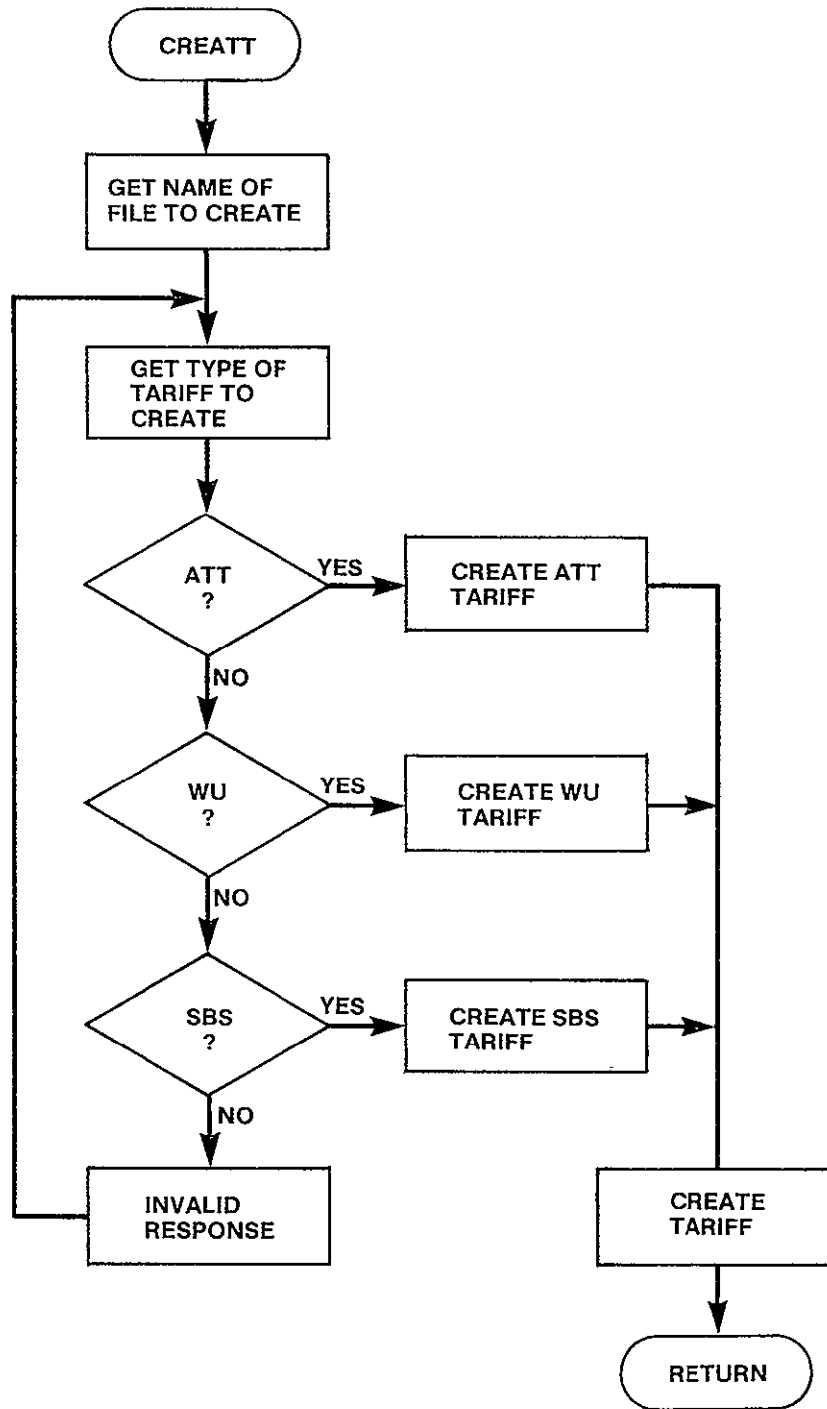 CREATT
GET NAME OF
FILE TO CREATE
GET TYPE OF
TARIFF TO
CREATE
ATT
?
YES
CREATE ATT
TARIFF
NO
WU
?
YES
CREATE WU
TARIFF
NO
SBS
?
YES
CREATE SBS
TARIFF
NO
INVALID
RESPONSE
CREATE
TARIFF
RETURN